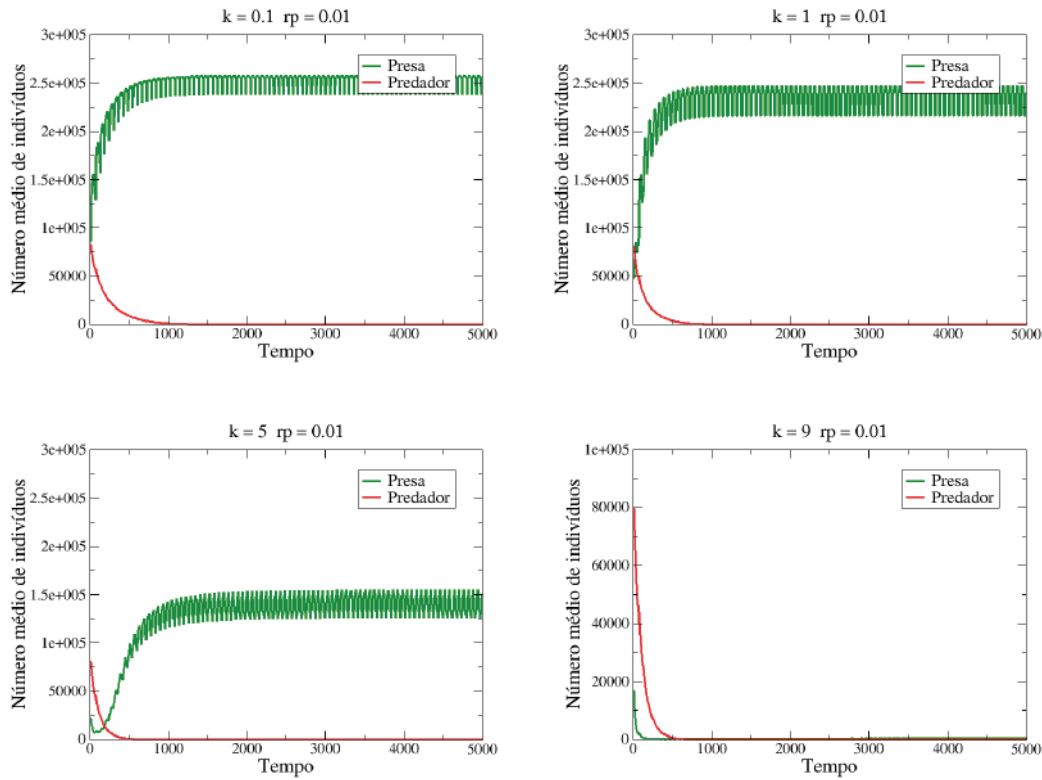 k = 0.1 rp = 0.01
3e+005
2.5e+005
2e+005
1.5e+005
1e+005
50000
0
Número médio de indivíduos
Presa
Predador
0 1000 2000 3000 4000 5000
Tempo
k = 1 rp = 0.01
3e+005
2.5e+005
2e+005
1.5e+005
1e+005
50000
0
Número médio de indivíduos
Presa
Predador
0 1000 2000 3000 4000 5000
Tempo
k = 5 rp = 0.01
3e+005
2.5e+005
2e+005
1.5e+005
1e+005
50000
0
Número médio de indivíduos
Presa
Predador
0 1000 2000 3000 4000 5000
Tempo
k = 9 rp = 0.01
1e+005
80000
60000
40000
20000
0
Número médio de indivíduos
Presa
Predador
0 1000 2000 3000 4000 5000
Tempo